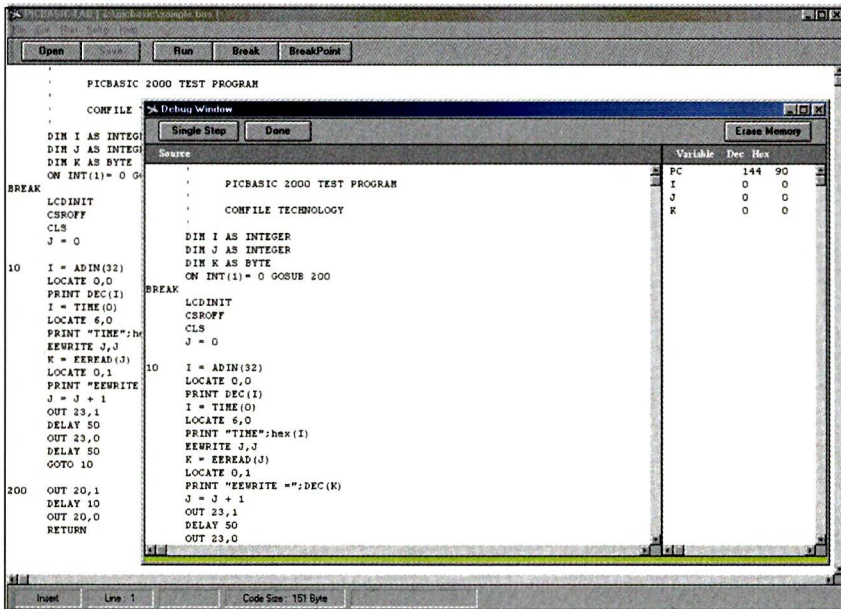 PICBASIC-LAB
Open Save Run Break BreakPoint
' PICBASIC 2000 TEST PROGRAM
' COMFILE
DIM I AS INTEG
DIM J AS INTEG
DIM K AS BYTE
ON INT(1)= 0 G
BREAK
LCDINIT
CSROFF
CLS
J = 0
10 I = ADIN(32)
LOCATE 0,0
PRINT DEC(I)
I = TIME(0)
LOCATE 6,0
PRINT "TIME";he
EEWRITE J,J
K = EEREAD(J)
LOCATE 0,1
PRINT "EEWRITE
J = J + 1
OUT 23,1
DELAY 50
OUT 23,0
DELAY 50
GOTO 10
200 OUT 20,1
DELAY 10
OUT 20,0
RETURN
Debug Window
Single Step Done Erase Memory
Source
' PICBASIC 2000 TEST PROGRAM
' COMFILE TECHNOLOGY
DIM I AS INTEGER
DIM J AS INTEGER
DIM K AS BYTE
ON INT(1)= 0 GOSUB 200
BREAK
LCDINIT
CSROFF
CLS
J = 0
10 I = ADIN(32)
LOCATE 0,0
PRINT DEC(I)
I = TIME(0)
LOCATE 6,0
PRINT "TIME";hex(I)
EEWRITE J,J
K = EEREAD(J)
LOCATE 0,1
PRINT "EEWRITE =";DEC(K)
J = J + 1
OUT 23,1
DELAY 50
OUT 23,0
Variable Dec Hex
PC 144 90
I 0 0
J 0 0
K 0 0
Insert Line : 1 Code Size : 151 Byte